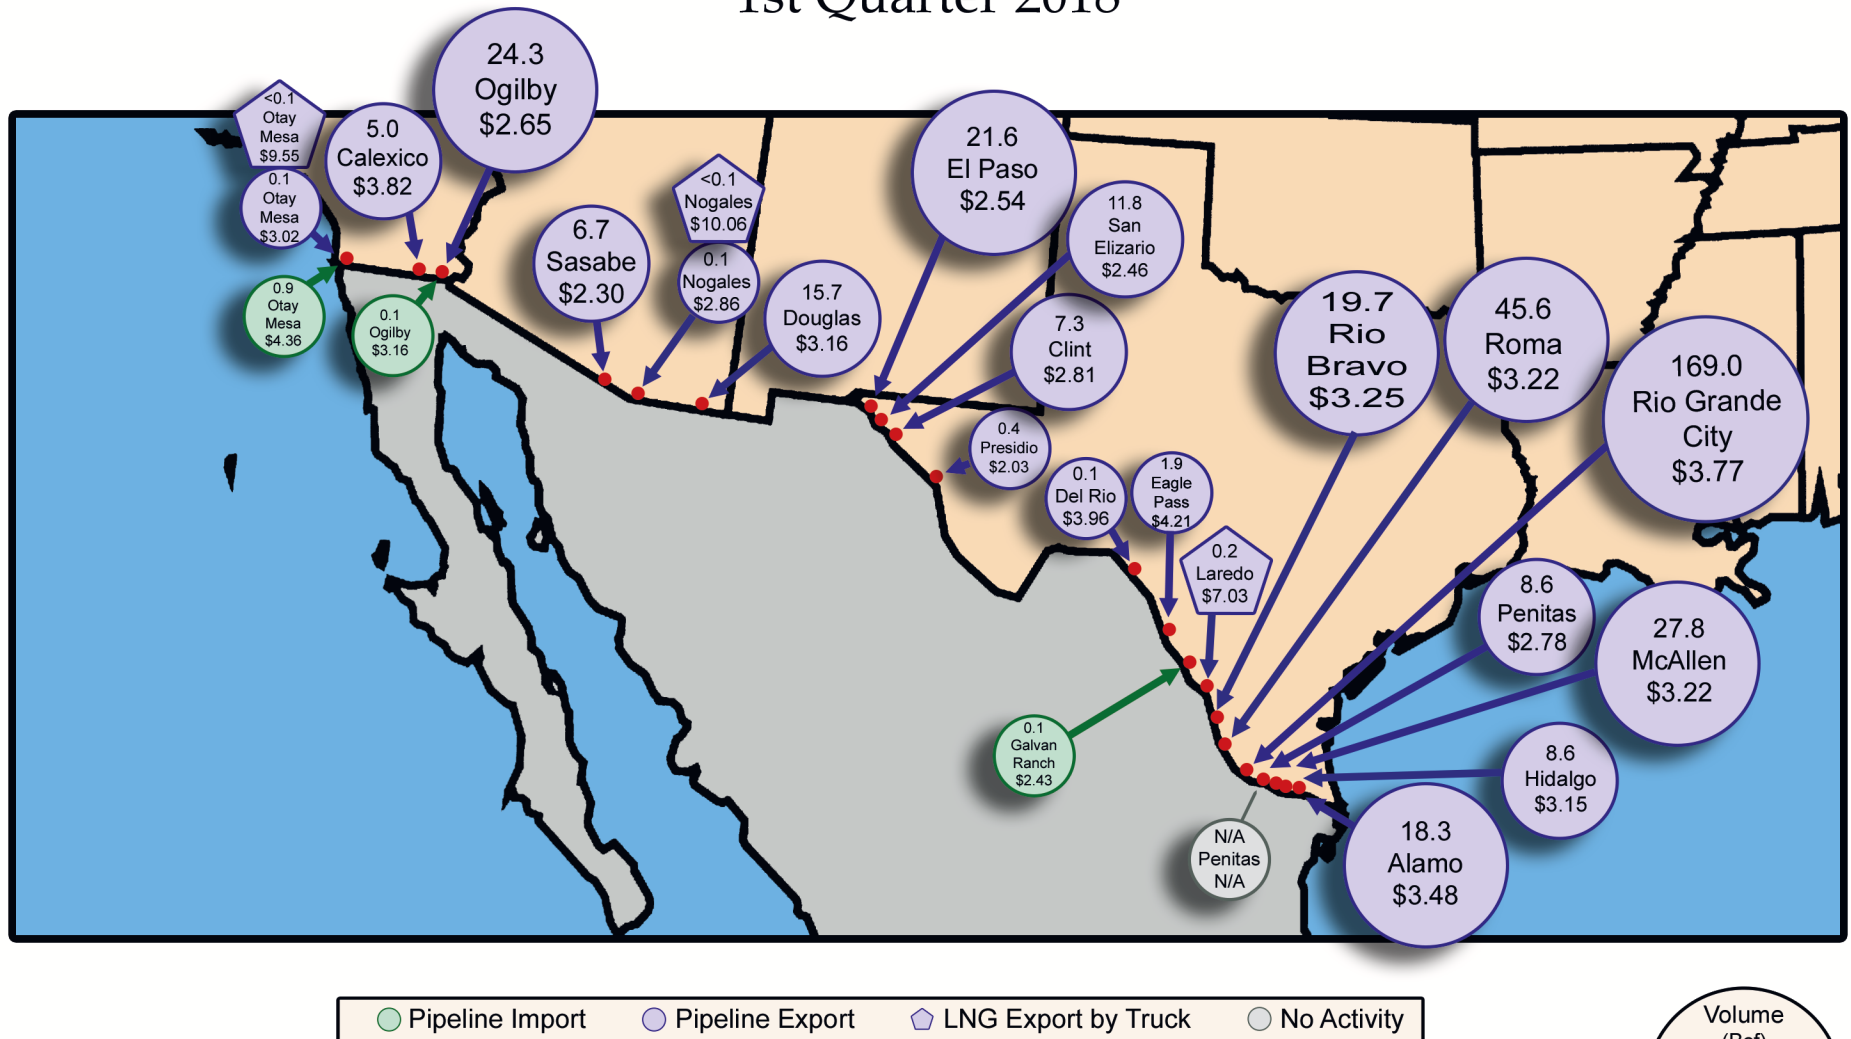 1st Quarter 2018
24.3
Ogilby
$2.65
<0.1
Otay
Mesa
$9.55
5.0
Calexico
$3.82
0.1
Otay
Mesa
$3.02
0.9
Otay
Mesa
$4.36
0.1
Ogilby
$3.16
6.7
Sasabe
$2.30
<0.1
Nogales
$10.06
0.1
Nogales
$2.86
15.7
Douglas
$3.16
21.6
El Paso
$2.54
11.8
San
Elizario
$2.46
7.3
Clint
$2.81
0.4
Presidio
$2.03
0.1
Del Rio
$3.96
1.9
Eagle
Pass
$4.21
0.2
Laredo
$7.03
19.7
Rio
Bravo
$3.25
45.6
Roma
$3.22
169.0
Rio Grande
City
$3.77
8.6
Penitas
$2.78
27.8
McAllen
$3.22
8.6
Hidalgo
$3.15
18.3
Alamo
$3.48
0.1
Galvan
Ranch
$2.43
N/A
Penitas
N/A
Pipeline Import
Pipeline Export
LNG Export by Truck
No Activity
Volume
(Bcf)